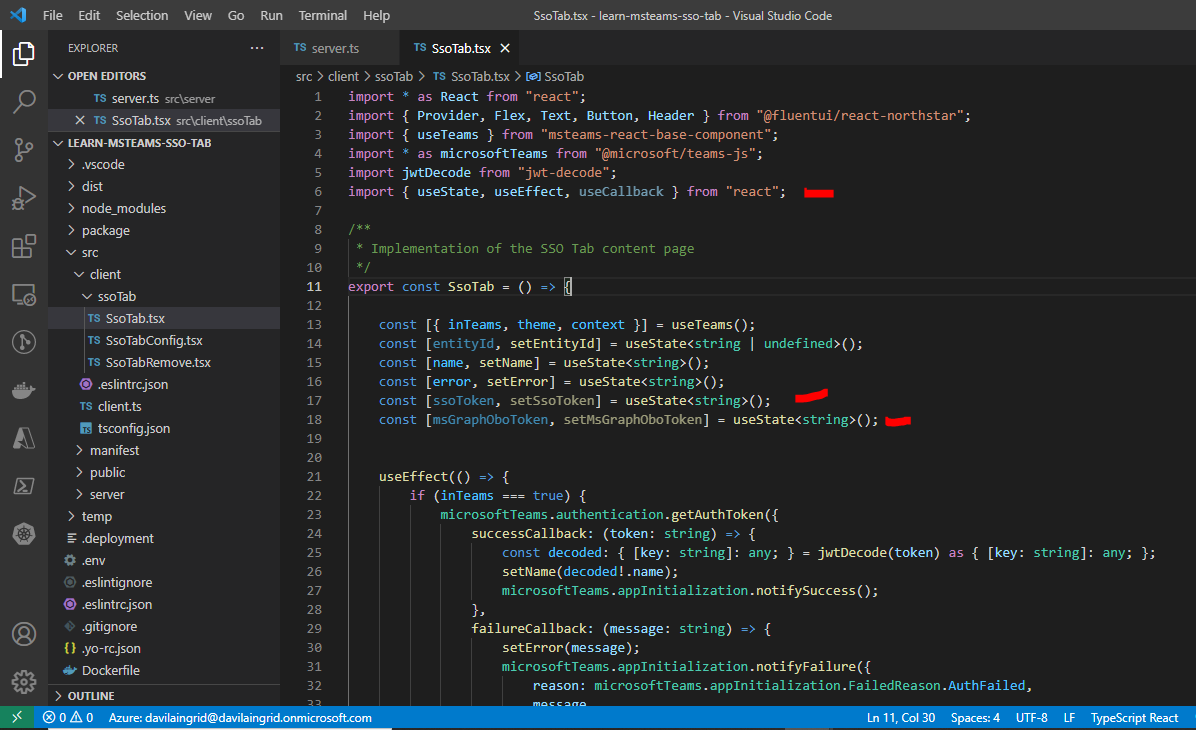 File Edit Selection View Go Run Terminal Help SsoTab.tsx - learn-msteams-sso-tab - Visual Studio Code
EXPLORER ···
OPEN EDITORS
TS server.ts src\server
× TS SsoTab.tsx src\client\ssoTab
LEARN-MSTEAMS-SSO-TAB
.vscode
dist
node_modules
package
src
client
ssoTab
TS SsoTab.tsx
TS SsoTabConfig.tsx
TS SsoTabRemove.tsx
.eslintrc.json
TS client.ts
TS tsconfig.json
manifest
public
server
temp
.deployment
.env
.eslintignore
.eslintrc.json
.gitignore
{} .yo-rc.json
Dockerfile
OUTLINE
TS server.ts TS SsoTab.tsx ×
src > client > ssoTab > TS SsoTab.tsx > SsoTab
1 import * as React from "react";
2 import { Provider, Flex, Text, Button, Header } from "@fluentui/react-northstar";
3 import { useTeams } from "msteams-react-base-component";
4 import * as microsoftTeams from "@microsoft/teams-js";
5 import jwtDecode from "jwt-decode";
6 import { useState, useEffect, useCallback } from "react";
7
8 /**
9 * Implementation of the SSO Tab content page
10 */
11 export const SsoTab = () => {
12
13 const [{ inTeams, theme, context }] = useTeams();
14 const [entityId, setEntityId] = useState<string | undefined>();
15 const [name, setName] = useState<string>();
16 const [error, setError] = useState<string>();
17 const [ssoToken, setSsoToken] = useState<string>();
18 const [msGraphOboToken, setMsGraphOboToken] = useState<string>();
19
20
21 useEffect(() => {
22 if (inTeams === true) {
23 microsoftTeams.authentication.getAuthToken({
24 successCallback: (token: string) => {
25 const decoded: { [key: string]: any; } = jwtDecode(token) as { [key: string]: any; };
26 setName(decoded!.name);
27 microsoftTeams.appInitialization.notifySuccess();
28 },
29 failureCallback: (message: string) => {
30 setError(message);
31 microsoftTeams.appInitialization.notifyFailure({
32 reason: microsoftTeams.appInitialization.FailedReason.AuthFailed,
33 message
0 0 Azure: davilaingrid@davilaingrid.onmicrosoft.com Ln 11, Col 30 Spaces: 4 UTF-8 LF TypeScript React